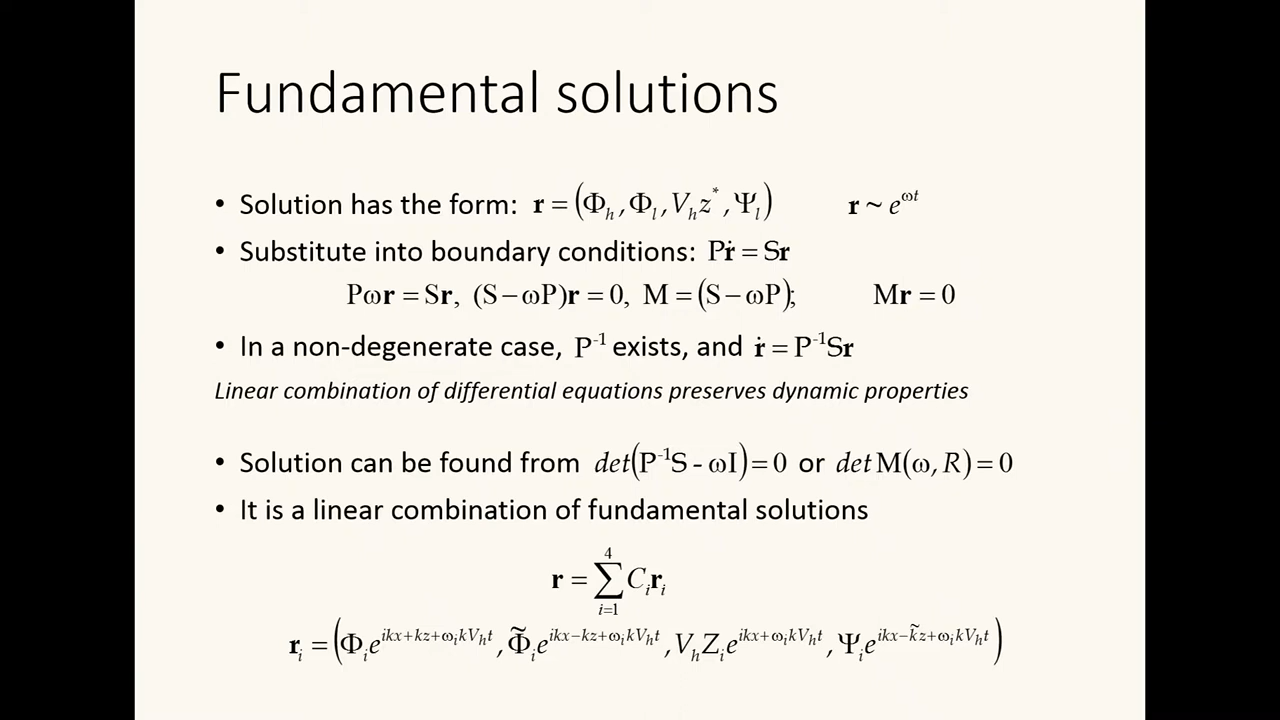 Fundamental solutions
• Solution has the form: r = (Φ_h, Φ_l, V_h z^*, Ψ_l) r ~ e^{ωt}
• Substitute into boundary conditions: Pṙ = Sr
Pωr = Sr, (S – ωP)r = 0, M = (S – ωP); Mr = 0
• In a non-degenerate case, P^{-1} exists, and ṙ = P^{-1}Sr
Linear combination of differential equations preserves dynamic properties
• Solution can be found from det(P^{-1}S - ωI) = 0 or det M(ω, R) = 0
• It is a linear combination of fundamental solutions
r = ∑_{i=1}^{4} C_i r_i
r_i = (Φ_i e^{ikx+kz+ω_i kV_h t}, Φ̃_i e^{ikx−kz+ω_i kV_h t}, V_h Z_i e^{ikx+ω_i kV_h t}, Ψ_i e^{ikx−k̃z+ω_i kV_h t})